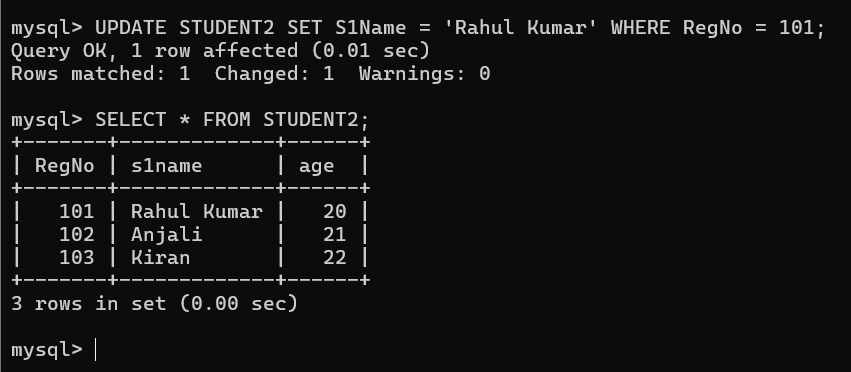 mysql> UPDATE STUDENT2 SET S1Name = 'Rahul Kumar' WHERE RegNo = 101;
Query OK, 1 row affected (0.01 sec)
Rows matched: 1  Changed: 1  Warnings: 0

mysql> SELECT * FROM STUDENT2;
+-------+-------------+------+
| RegNo | s1name      | age  |
+-------+-------------+------+
|   101 | Rahul Kumar |   20 |
|   102 | Anjali      |   21 |
|   103 | Kiran       |   22 |
+-------+-------------+------+
3 rows in set (0.00 sec)

mysql>